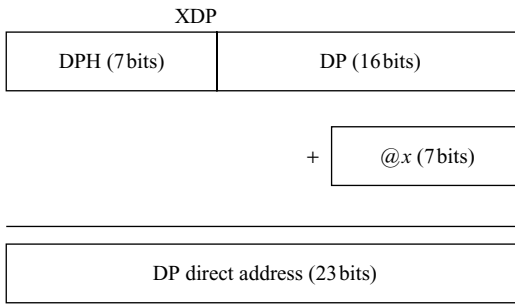 XDP
DPH (7 bits) DP (16 bits)
+ @x (7 bits)
DP direct address (23 bits)